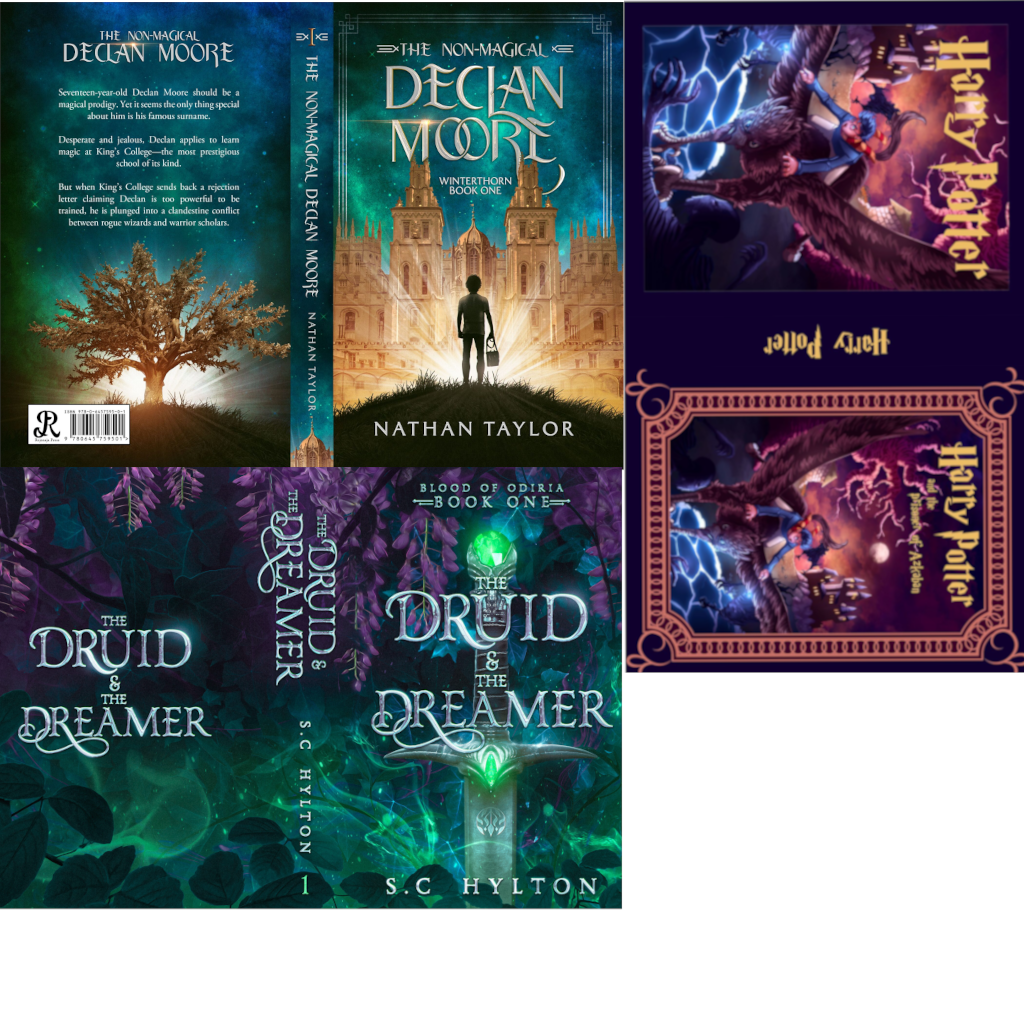 THE NON-MAGICAL
DECLAN MOORE
Seventeen-year-old Declan Moore should be a
magical prodigy. Yet it seems the only thing special
about him is his famous surname.
Desperate and jealous, Declan applies to learn
magic at King's College—the most prestigious
school of its kind.
But when King's College sends back a rejection
letter claiming Declan is too powerful to be
trained, he is plunged into a clandestine conflict
between rogue wizards and warrior scholars.
THE NON-MAGICAL DECLAN MOORE
NATHAN TAYLOR
THE NON-MAGICAL
DECLAN
MOORE
WINTERTHORN
BOOK ONE
NATHAN TAYLOR
Harry Potter
Harry Potter
Harry Potter
and the
prisoner of Azkaban
THE
DRUID
&
THE
DREAMER
THE DRUID &
THE DREAMER
S.C HYLTON
1
BLOOD OF ODIRIA
BOOK ONE
THE
DRUID
&
THE
DREAMER
S.C HYLTON